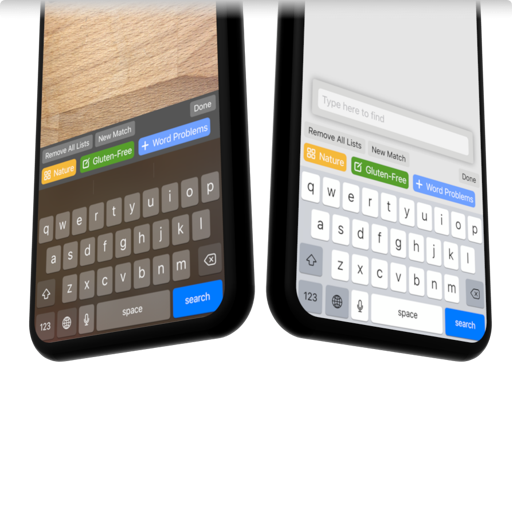 Done
Remove All Lists New Match
Nature Gluten-Free + Word Problems
q w e r t y u i o p
a s d f g h j k l
z x c v b n m
123 space search
Type here to find
Remove All Lists New Match Done
Nature Gluten-Free + Word Problems
q w e r t y u i o p
a s d f g h j k l
z x c v b n m
123 space search